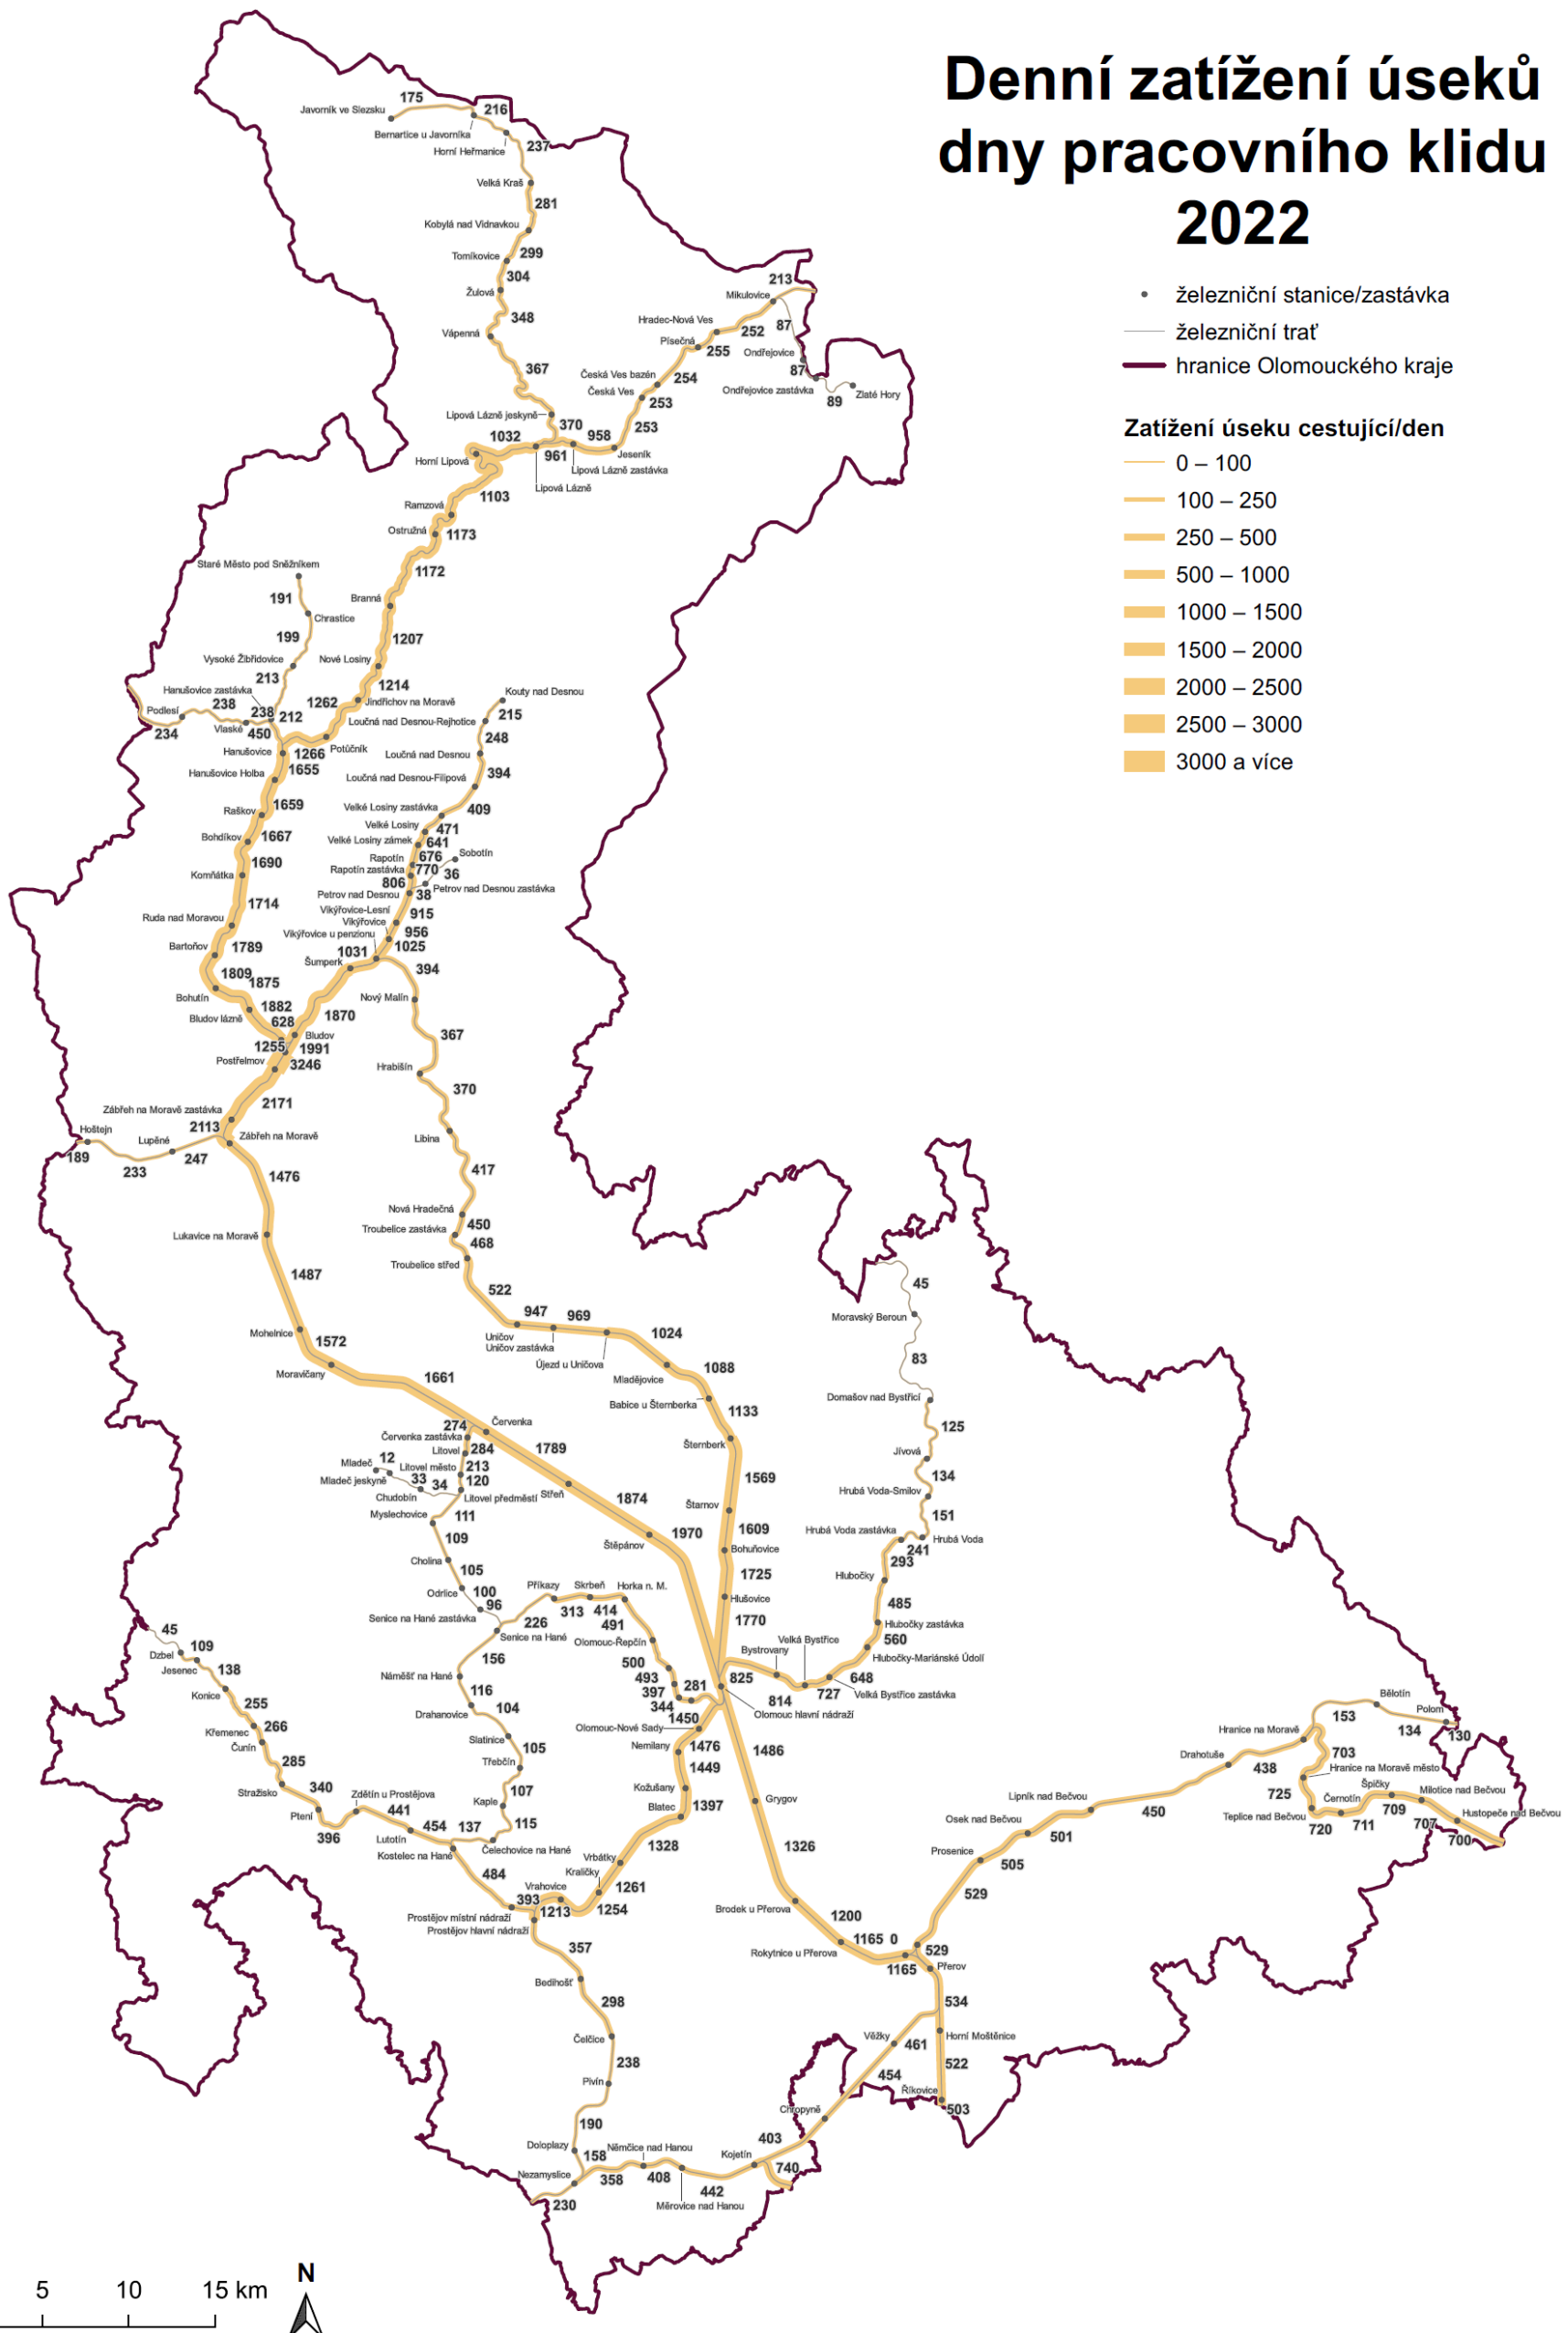 Denní zatížení úseků
dny pracovního klidu
2022
železniční stanice/zastávka
železniční trať
hranice Olomouckého kraje
Zatížení úseku cestující/den
0 – 100
100 – 250
250 – 500
500 – 1000
1000 – 1500
1500 – 2000
2000 – 2500
2500 – 3000
3000 a více
Javorník ve Slezsku
175
Bernartice u Javorníka
216
Horní Heřmanice
237
Velká Kraš
281
Kobylá nad Vidnavkou
299
Tomíkovice
304
Žulová
348
Vápenná
367
Lipová Lázně jeskyně
370
213
Mikulovice
87
Ondřejovice
87
Ondřejovice zastávka
89
Zlaté Hory
252
Hradec-Nová Ves
255
Písečná
254
Česká Ves bazén
253
Česká Ves
253
Jeseník
958
Lipová Lázně zastávka
961
Lipová Lázně
1032
Horní Lipová
1103
Ramzová
1173
Ostružná
1172
Branná
1207
Nové Losiny
1214
Jindřichov na Moravě
1262
Potůčník
1266
Staré Město pod Sněžníkem
191
Chrastice
199
Vysoké Žibřidovice
213
Hanušovice zastávka
212
238
238
Podlesí
234
Vlaské
450
Hanušovice
1655
Hanušovice Holba
1659
Raškov
1667
Bohdíkov
1690
Komňátka
1714
Ruda nad Moravou
1789
Bartoňov
1809
1875
Bohutín
1882
Bludov lázně
628
1255
Bludov
1991
Postřelmov
3246
2171
Zábřeh na Moravě zastávka
2113
Zábřeh na Moravě
Hoštejn
189
Lupěné
233
247
Kouty nad Desnou
215
Loučná nad Desnou-Rejhotice
248
Loučná nad Desnou
394
Loučná nad Desnou-Filipová
409
Velké Losiny zastávka
471
Velké Losiny
641
Velké Losiny zámek
676
Rapotín
770
Rapotín zastávka
806
Sobotín
36
Petrov nad Desnou zastávka
38
Petrov nad Desnou
915
Vikýřovice-Lesní
956
Vikýřovice
1025
Vikýřovice u penzionu
1031
Šumperk
1870
394
Nový Malín
367
Hrabišín
370
Libina
417
Nová Hradečná
450
Troubelice zastávka
468
Troubelice střed
522
Uničov
947
Uničov zastávka
969
Újezd u Uničova
1024
Mladějovice
1088
Babice u Šternberka
1133
Šternberk
1569
Štarnov
1609
Bohuňovice
1725
Hlušovice
1770
1476
Lukavice na Moravě
1487
Mohelnice
1572
Moravičany
1661
Červenka
1789
Střeň
1874
Štěpánov
1970
274
Červenka zastávka
284
Litovel
213
Litovel město
120
Litovel předměstí
Mladeč
12
Mladeč jeskyně
33
34
Chudobín
111
Myslechovice
109
Cholina
105
Odrlice
100
96
Senice na Hané zastávka
Senice na Hané
226
Příkazy
313
Skrbeň
414
Horka n. M.
491
Olomouc-Řepčín
500
493
397
344
281
156
Náměšť na Hané
116
Drahanovice
104
Slatinice
105
Třebčín
107
Kaple
115
Čelechovice na Hané
137
Kostelec na Hané
45
Moravský Beroun
83
Domašov nad Bystřicí
125
Jívová
134
Hrubá Voda-Smilov
151
Hrubá Voda
241
Hrubá Voda zastávka
293
Hlubočky
485
Hlubočky zastávka
560
Hlubočky-Mariánské Údolí
648
Velká Bystřice zastávka
727
Velká Bystřice
814
Bystrovany
825
Olomouc hlavní nádraží
1450
Olomouc-Nové Sady
1476
Nemilany
1449
Kožušany
1397
Blatec
1328
Vrbátky
1261
Kraličky
1254
Vrahovice
1213
393
Prostějov místní nádraží
Prostějov hlavní nádraží
484
45
Dzbel
109
Jesenec
138
Konice
255
Křemenec
266
Čunín
285
Stražisko
340
Ptení
396
Zdětín u Prostějova
441
Lutotín
454
357
Bedihošť
298
Čelčice
238
Pivín
190
Doloplazy
158
Nezamyslice
230
358
Němčice nad Hanou
408
Měrovice nad Hanou
442
Kojetín
740
403
Chropyně
454
Věžky
461
1486
Grygov
1326
Brodek u Přerova
1200
Rokytnice u Přerova
1165
0
1165
529
Přerov
534
Horní Moštěnice
522
Říkovice
503
529
Prosenice
505
Osek nad Bečvou
501
Lipník nad Bečvou
450
Drahotuše
438
Hranice na Moravě
153
Bělotín
134
Polom
130
703
Hranice na Moravě město
725
Teplice nad Bečvou
720
Černotín
711
Špičky
709
Milotice nad Bečvou
707
Hustopeče nad Bečvou
700
5
10
15 km
N